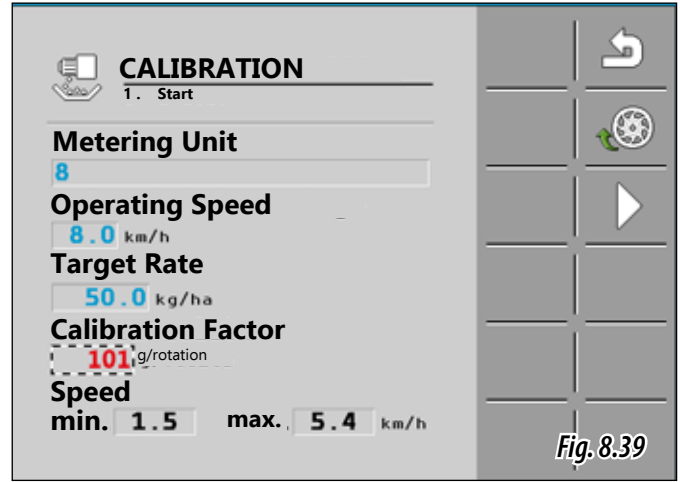 CALIBRATION
1. Start
Metering Unit
8
Operating Speed
8.0 km/h
Target Rate
50.0 kg/ha
Calibration Factor
101 g/rotation
Speed
min. 1.5 max. 5.4 km/h
Fig. 8.39